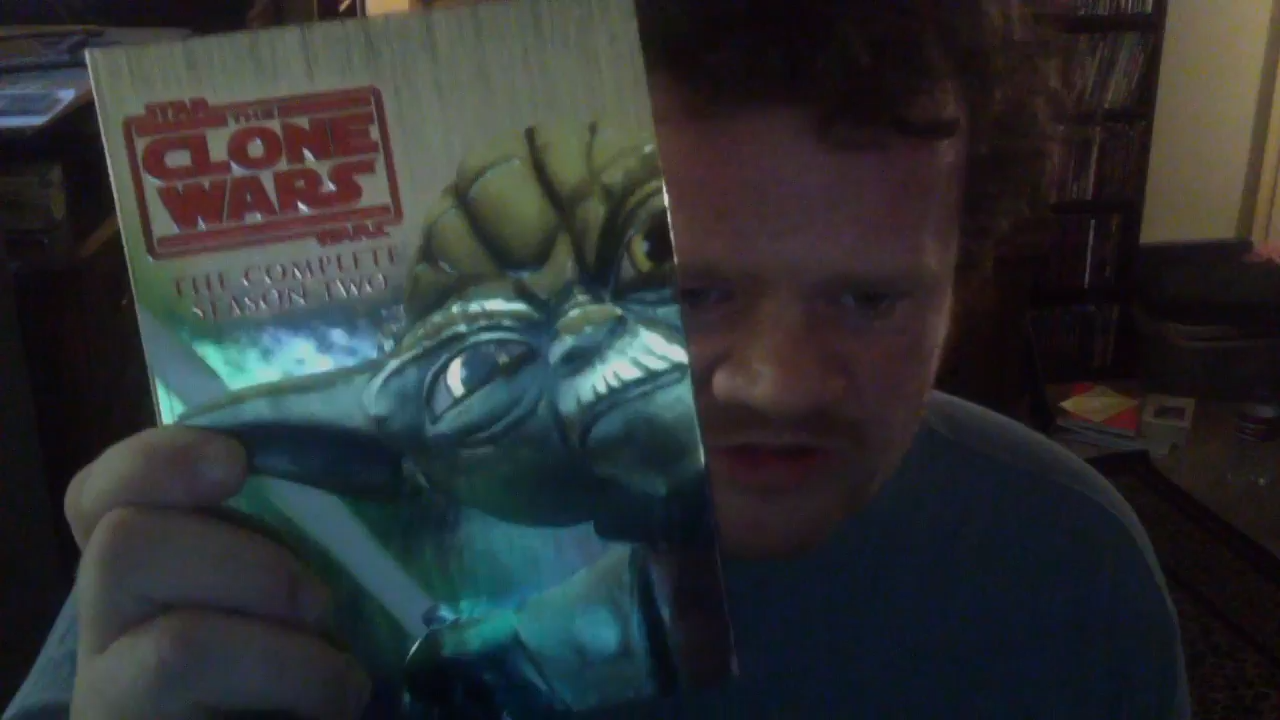 STAR
THE
CLONE
WARS
WARS
THE COMPLETE
SEASON TWO